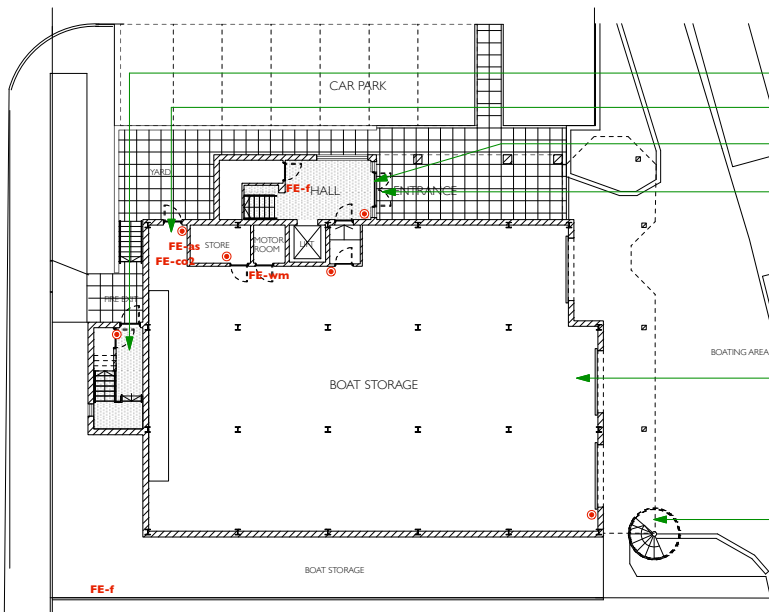 CAR PARK
YARD
FE-f
HALL
ENTRANCE
FE-as
FE-co2
STORE
MOTOR
ROOM
LIFT
FE-wm
FIRE EXIT
BOATING AREA
BOAT STORAGE
BOAT STORAGE
FE-f